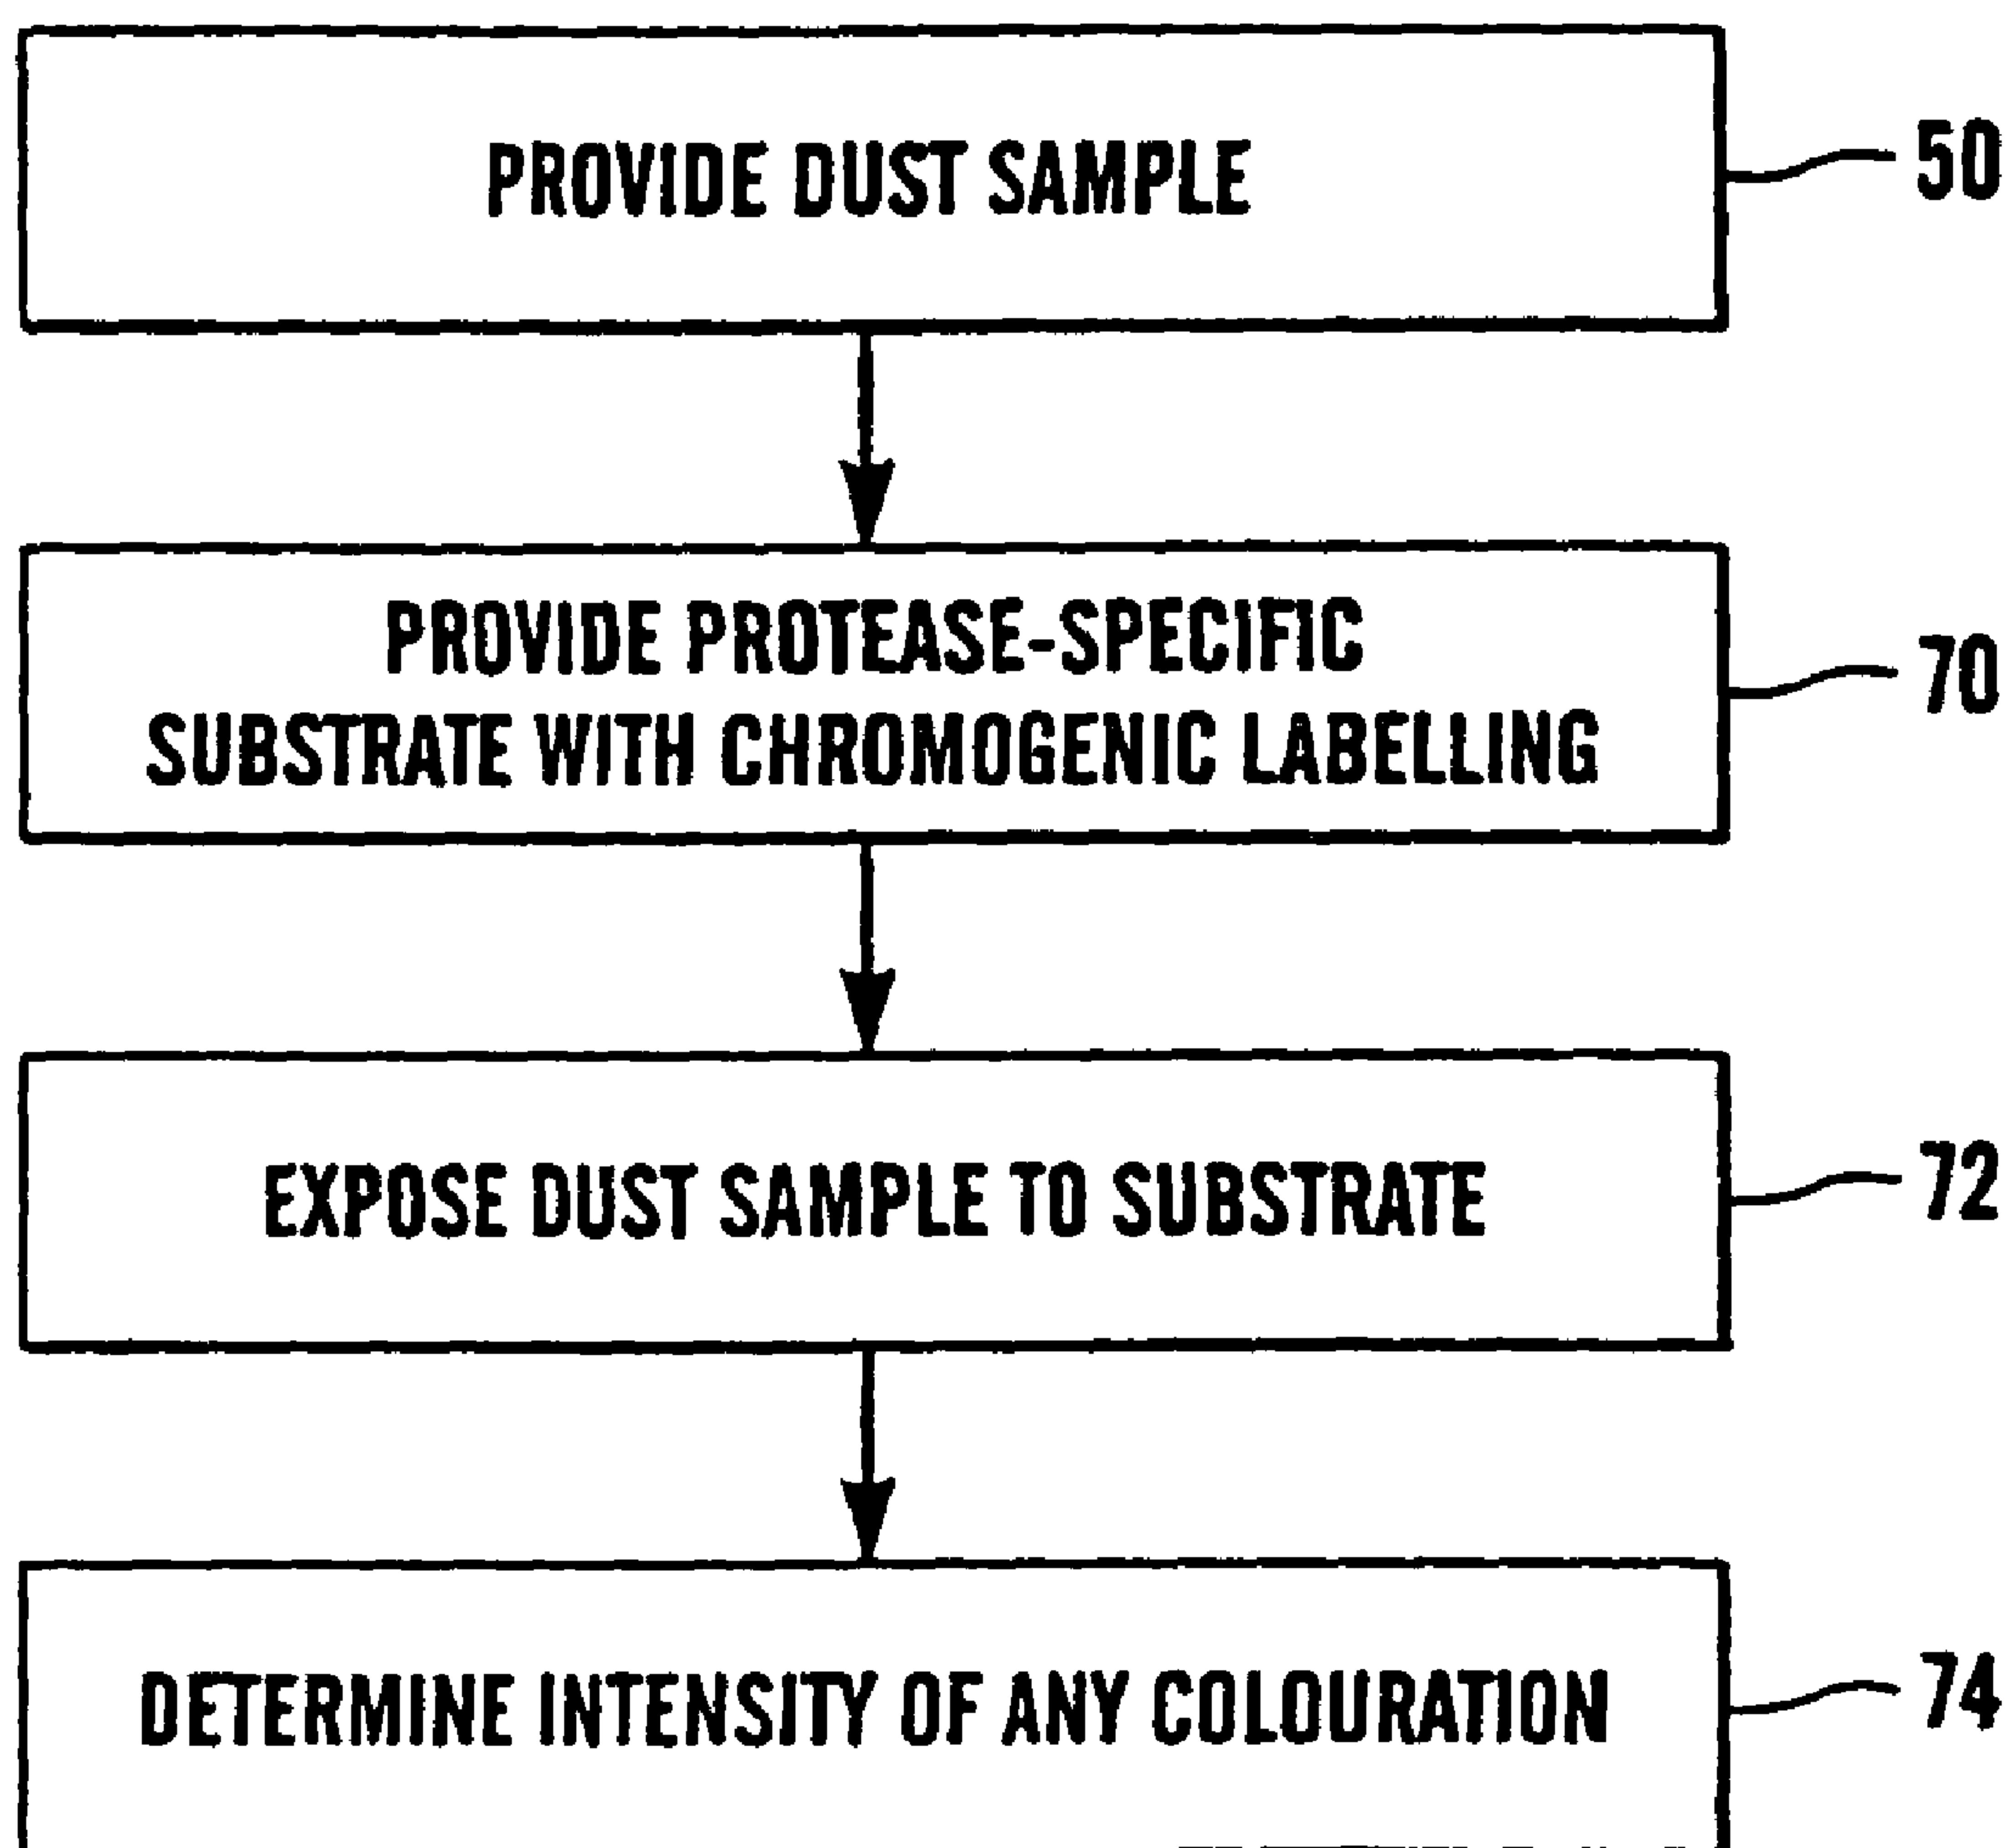 PROVIDE DUST SAMPLE
50
PROVIDE PROTEASE-SPECIFIC
SUBSTRATE WITH CHROMOGENIC LABELLING
70
EXPOSE DUST SAMPLE TO SUBSTRATE
72
DETERMINE INTENSITY OF ANY COLOURATION
74